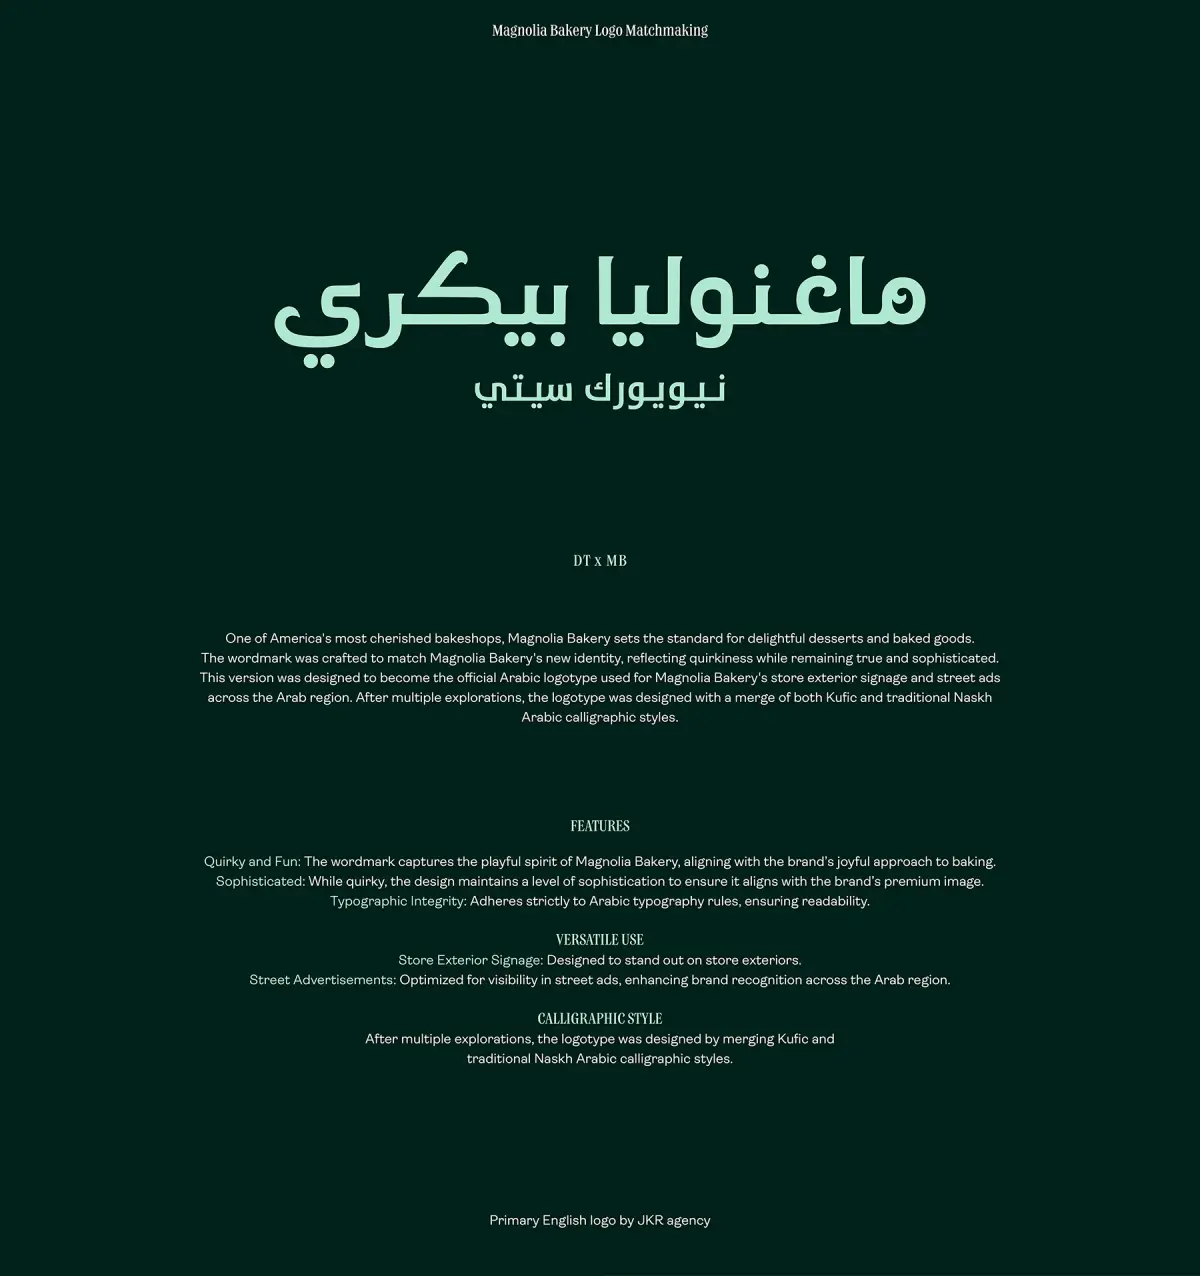 Magnolia Bakery Logo Matchmaking
ماغنوليا بيكري
نيويورك سيتي
DT x MB
One of America's most cherished bakeshops, Magnolia Bakery sets the standard for delightful desserts and baked goods.
The wordmark was crafted to match Magnolia Bakery's new identity, reflecting quirkiness while remaining true and sophisticated.
This version was designed to become the official Arabic logotype used for Magnolia Bakery's store exterior signage and street ads
across the Arab region. After multiple explorations, the logotype was designed with a merge of both Kufic and traditional Naskh
Arabic calligraphic styles.
FEATURES
Quirky and Fun: The wordmark captures the playful spirit of Magnolia Bakery, aligning with the brand's joyful approach to baking.
Sophisticated: While quirky, the design maintains a level of sophistication to ensure it aligns with the brand's premium image.
Typographic Integrity: Adheres strictly to Arabic typography rules, ensuring readability.
VERSATILE USE
Store Exterior Signage: Designed to stand out on store exteriors.
Street Advertisements: Optimized for visibility in street ads, enhancing brand recognition across the Arab region.
CALLIGRAPHIC STYLE
After multiple explorations, the logotype was designed by merging Kufic and
traditional Naskh Arabic calligraphic styles.
Primary English logo by JKR agency